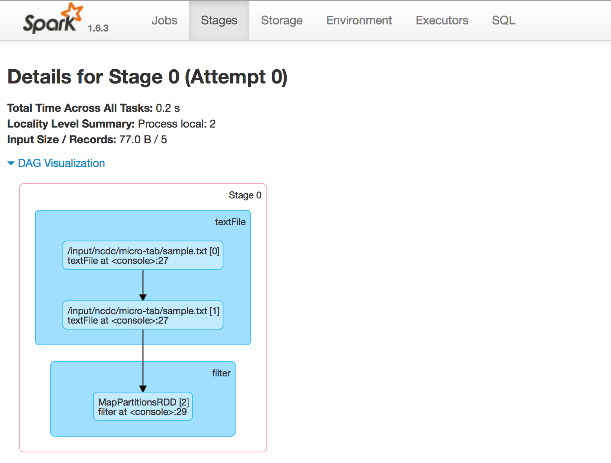 Spark 1.6.3 Jobs Stages Storage Environment Executors SQL
Details for Stage 0 (Attempt 0)
Total Time Across All Tasks: 0.2 s
Locality Level Summary: Process local: 2
Input Size / Records: 77.0 B / 5
DAG Visualization
Stage 0
textFile
/input/ncdc/micro-tab/sample.txt [0]
textFile at <console>:27
/input/ncdc/micro-tab/sample.txt [1]
textFile at <console>:27
filter
MapPartitionsRDD [2]
filter at <console>:29